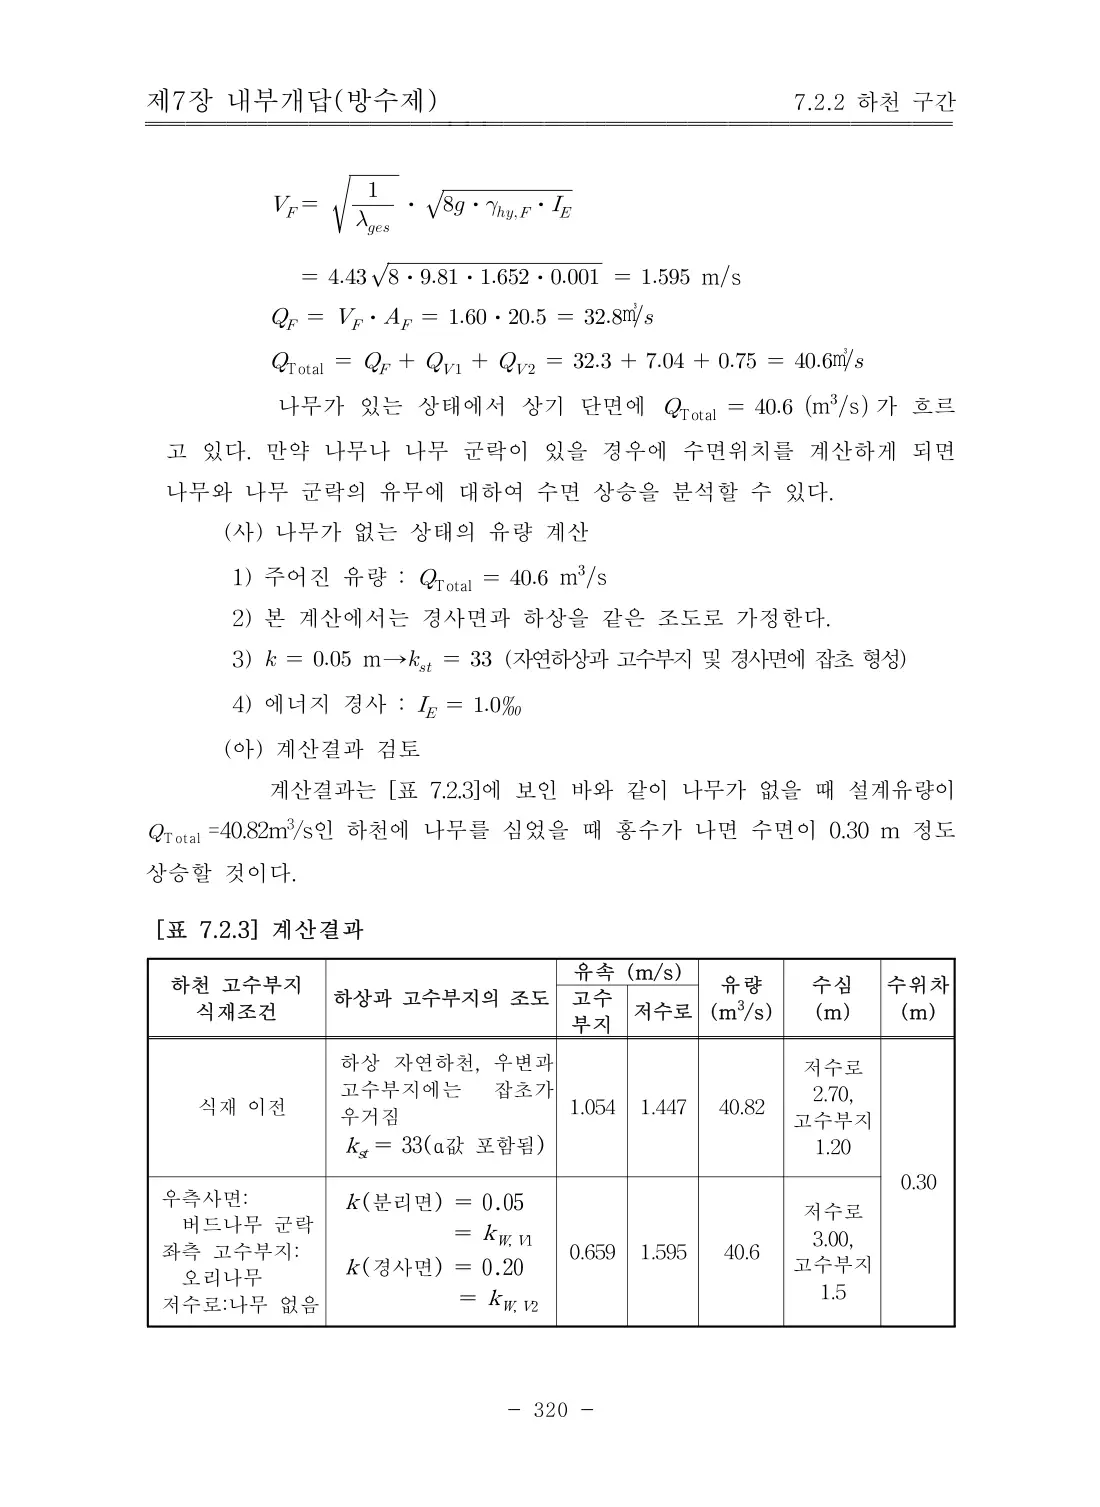 제7장 내부개답(방수제) 7.2.2 하천 구간
V_F = √(1/λ_ges) · √(8g·γ_hy,F·I_E)
= 4.43√(8·9.81·1.652·0.001) = 1.595 m/s
Q_F = V_F·A_F = 1.60·20.5 = 32.8㎥/s
Q_Total = Q_F + Q_V1 + Q_V2 = 32.3 + 7.04 + 0.75 = 40.6㎥/s
나무가 있는 상태에서 상기 단면에 Q_Total = 40.6 (m³/s)가 흐르
고 있다. 만약 나무나 나무 군락이 있을 경우에 수면위치를 계산하게 되면
나무와 나무 군락의 유무에 대하여 수면 상승을 분석할 수 있다.
(사) 나무가 없는 상태의 유량 계산
1) 주어진 유량 : Q_Total = 40.6 m³/s
2) 본 계산에서는 경사면과 하상을 같은 조도로 가정한다.
3) k = 0.05 m→k_st = 33 (자연하상과 고수부지 및 경사면에 잡초 형성)
4) 에너지 경사 : I_E = 1.0‰
(아) 계산결과 검토
계산결과는 [표 7.2.3]에 보인 바와 같이 나무가 없을 때 설계유량이
Q_Total =40.82m³/s인 하천에 나무를 심었을 때 홍수가 나면 수면이 0.30 m 정도
상승할 것이다.
[표 7.2.3] 계산결과
하천 고수부지
식재조건
하상과 고수부지의 조도
유속 (m/s)
고수
부지
저수로
유량
(m³/s)
수심
(m)
수위차
(m)
식재 이전
하상 자연하천, 우변과
고수부지에는 잡초가
우거짐
k_st = 33(α값 포함됨)
1.054
1.447
40.82
저수로
2.70,
고수부지
1.20
0.30
우측사면:
버드나무 군락
좌측 고수부지:
오리나무
저수로:나무 없음
k(분리면) = 0.05
= k_W, V1
k(경사면) = 0.20
= k_W, V2
0.659
1.595
40.6
저수로
3.00,
고수부지
1.5
- 320 -